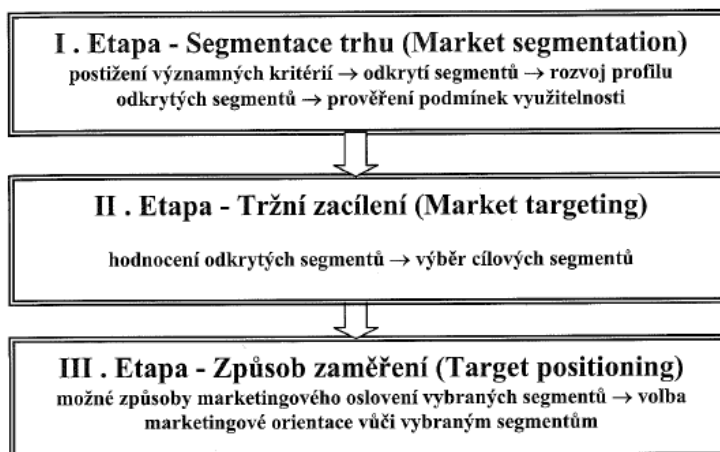 I . Etapa - Segmentace trhu (Market segmentation)
postižení významných kritérií → odkrytí segmentů → rozvoj profilu
odkrytých segmentů → prověření podmínek využitelnosti
II . Etapa - Tržní zacílení (Market targeting)
hodnocení odkrytých segmentů → výběr cílových segmentů
III . Etapa - Způsob zaměření (Target positioning)
možné způsoby marketingového oslovení vybraných segmentů → volba
marketingové orientace vůči vybraným segmentům